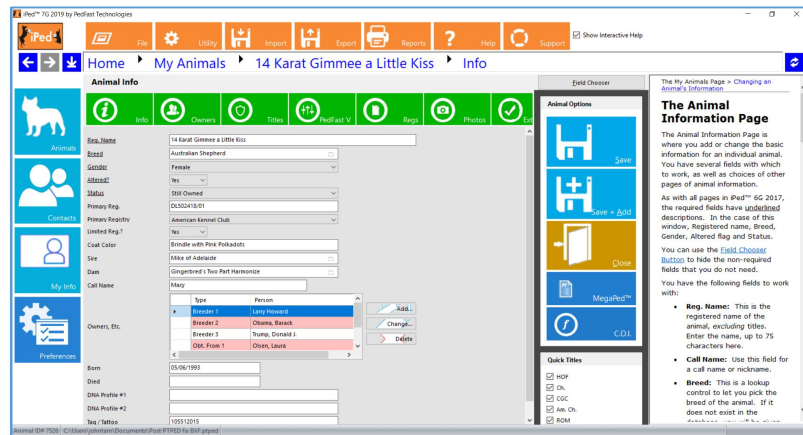 iPed™ 7G 2019 by PedFast Technologies
iPed
File
Utility
Import
Export
Reports
Help
Support
Show Interactive Help
Home
My Animals
14 Karat Gimmee a Little Kiss
Info
Animals
Contacts
My Info
Preferences
Animal Info
Info
Owners
Titles
PedFast V
Regs
Photos
Ext
Reg. Name
14 Karat Gimmee a Little Kiss
Breed
Australian Shepherd
Gender
Female
Altered?
Yes
Status
Still Owned
Primary Reg.
DL502418/01
Primary Registry
American Kennel Club
Limited Reg.?
Yes
Coat Color
Brindle with Pink Polkadots
Sire
Mike of Adelaide
Dam
Gingerbred's Two Part Harmonize
Call Name
Macy
Owners, Etc.
Type Person
Breeder 1 Larry Howard
Breeder 2 Obama, Barack
Breeder 3 Trump, Donald J.
Obt. From 1 Olsen, Laura
Add...
Change...
Delete
Born
05/06/1993
Died
DNA Profile #1
DNA Profile #2
Tag / Tattoo
105512015
Field Chooser
Animal Options
Save
Save + Add
Close
MegaPed™
C.O.I.
Quick Titles
HOF
Ch.
CGC
Am. Ch.
ROM
The My Animals Page > Changing an
Animal's Information
The Animal
Information Page
The Animal Information Page is
where you add or change the basic
information for an individual animal.
You have several fields with which
to work, as well as choices of other
pages of animal information.
As with all pages in iPed™ 6G 2017,
the required fields have underlined
descriptions. In the case of this
window, Registered name, Breed,
Gender, Altered flag and Status.
You can use the Field Chooser
Button to hide the non-required
fields that you do not need.
You have the following fields to work
with:
• Reg. Name: This is the
registered name of the
animal, excluding titles.
Enter the name, up to 75
characters here.
• Call Name: Use this field for
a call name or nickname.
• Breed: This is a lookup
control to let you pick the
breed of the animal. If it
does not exist in the
Animal ID# 7526 C:\Users\johntam\Documents\Post PTPED fix BXF.ptped